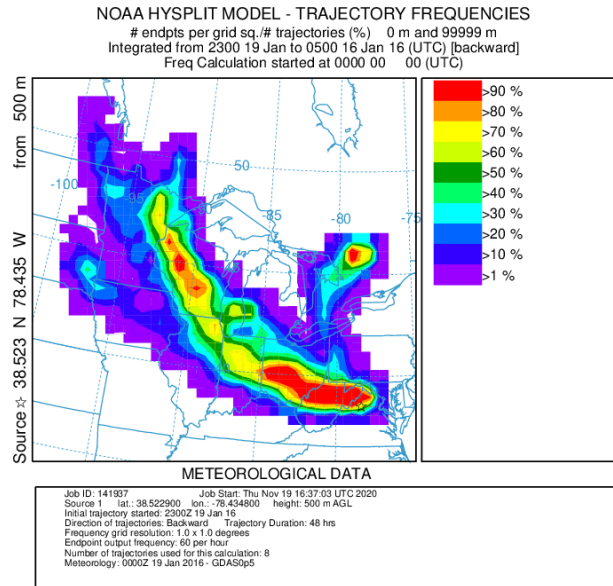 NOAA HYSPLIT MODEL - TRAJECTORY FREQUENCIES
# endpts per grid sq./# trajectories (%) 0 m and 99999 m
Integrated from 2300 19 Jan to 0500 16 Jan 16 (UTC) [backward]
Freq Calculation started at 0000 00 00 (UTC)
Source ☆ 38.523 N 78.435 W from 500 m
-100
-95
-90
-85
-78
-75
50
45
>90 %
>80 %
>70 %
>60 %
>50 %
>40 %
>30 %
>20 %
>10 %
>1 %
METEOROLOGICAL DATA
Job ID: 141937 Job Start: Thu Nov 19 16:37:03 UTC 2020
Source 1 lat.: 38.522900 lon.: -78.434800 height: 500 m AGL
Initial trajectory started: 2300Z 19 Jan 16
Direction of trajectories: Backward Trajectory Duration: 48 hrs
Frequency grid resolution: 1.0 x 1.0 degrees
Endpoint output frequency: 60 per hour
Number of trajectories used for this calculation: 8
Meteorology: 0000Z 19 Jan 2016 - GDAS0p5